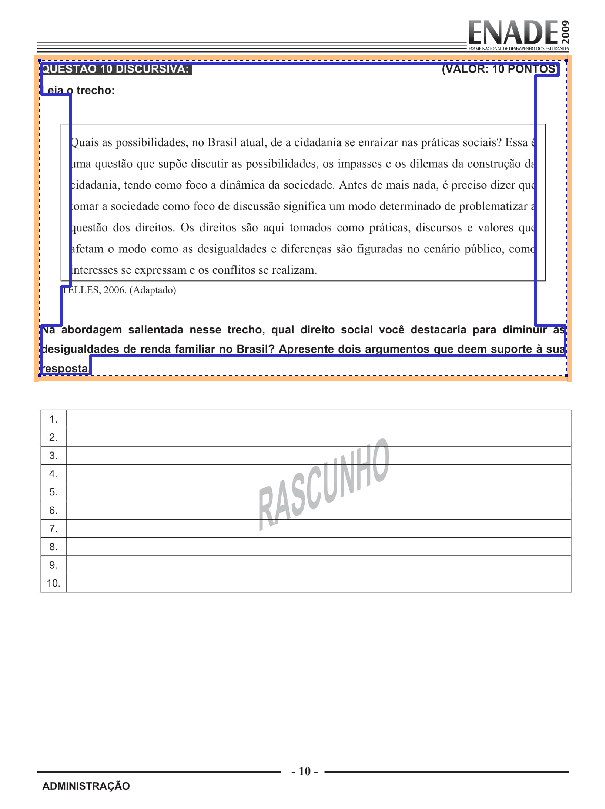 ENADE 2009
QUESTÃO 10 DISCURSIVA: (VALOR: 10 PONTOS)
Leia o trecho:
Quais as possibilidades, no Brasil atual, de a cidadania se enraizar nas práticas sociais? Essa é
uma questão que supõe discutir as possibilidades, os impasses e os dilemas da construção da
cidadania, tendo como foco a dinâmica da sociedade. Antes de mais nada, é preciso dizer que
tomar a sociedade como foco de discussão significa um modo determinado de problematizar a
questão dos direitos. Os direitos são aqui tomados como práticas, discursos e valores que
afetam o modo como as desigualdades e diferenças são figuradas no cenário público, como
interesses se expressam e os conflitos se realizam.
TELLES, 2006. (Adaptado)
Na abordagem salientada nesse trecho, qual direito social você destacaria para diminuir as
desigualdades de renda familiar no Brasil? Apresente dois argumentos que deem suporte à sua
resposta.
1.
2.
3.
4.
5.
6.
7.
8.
9.
10.
RASCUNHO
- 10 -
ADMINISTRAÇÃO